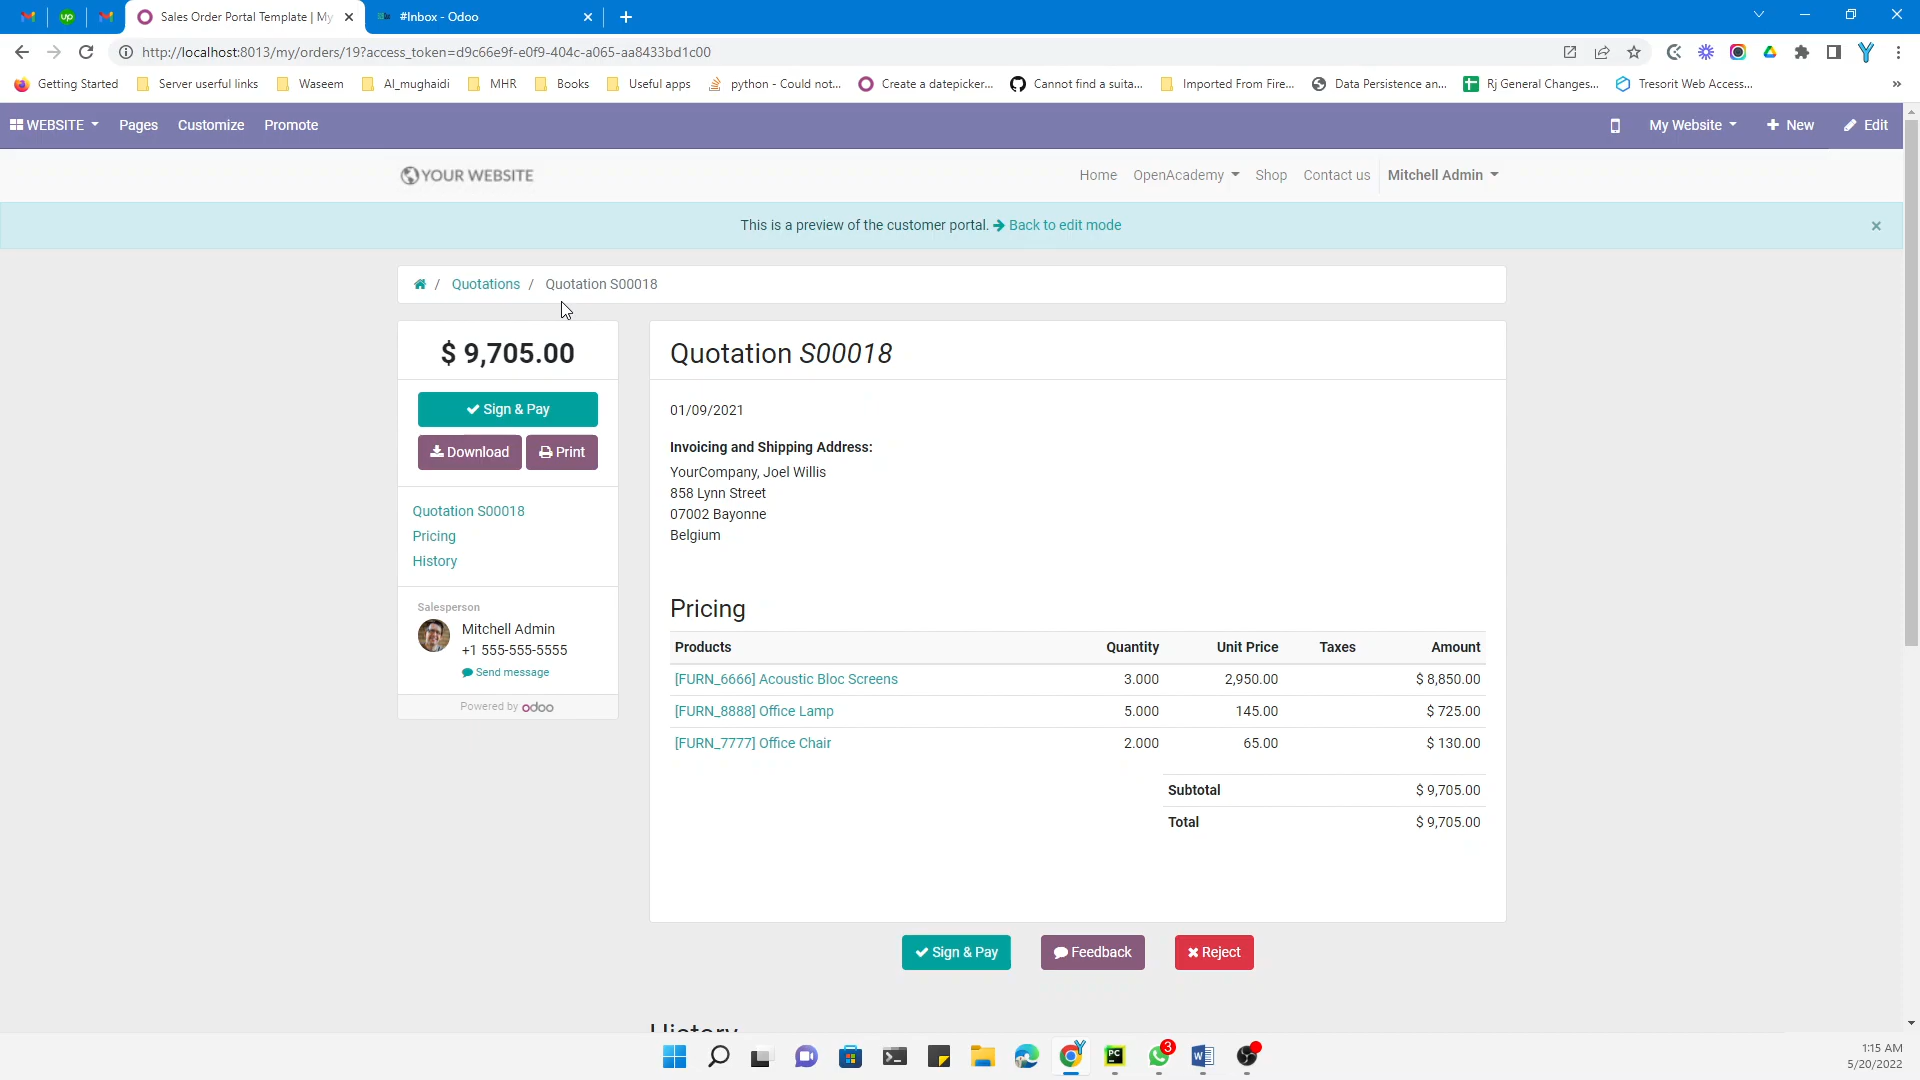 Sales Order Portal Template | My
#Inbox - Odoo
http://localhost:8013/my/orders/19?access_token=d9c66e9f-e0f9-404c-a065-aa8433bd1c00
Getting Started
Server userful links
Waseem
Al_mughaidi
MHR
Books
Useful apps
python - Could not...
Create a datepicker...
Cannot find a suita...
Imported From Fire...
Data Persistence an...
Rj General Changes...
Tresorit Web Access...
WEBSITE
Pages
Customize
Promote
My Website
New
Edit
YOUR WEBSITE
Home
OpenAcademy
Shop
Contact us
Mitchell Admin
This is a preview of the customer portal. Back to edit mode
/ Quotations / Quotation S00018
$ 9,705.00
Sign & Pay
Download
Print
Quotation S00018
Pricing
History
Salesperson
Mitchell Admin
+1 555-555-5555
Send message
Powered by odoo
Quotation S00018
01/09/2021
Invoicing and Shipping Address:
YourCompany, Joel Willis
858 Lynn Street
07002 Bayonne
Belgium
Pricing
Products Quantity Unit Price Taxes Amount
[FURN_6666] Acoustic Bloc Screens 3.000 2,950.00 $ 8,850.00
[FURN_8888] Office Lamp 5.000 145.00 $ 725.00
[FURN_7777] Office Chair 2.000 65.00 $ 130.00
Subtotal $ 9,705.00
Total $ 9,705.00
Sign & Pay
Feedback
Reject
History
3
1:15 AM
5/20/2022